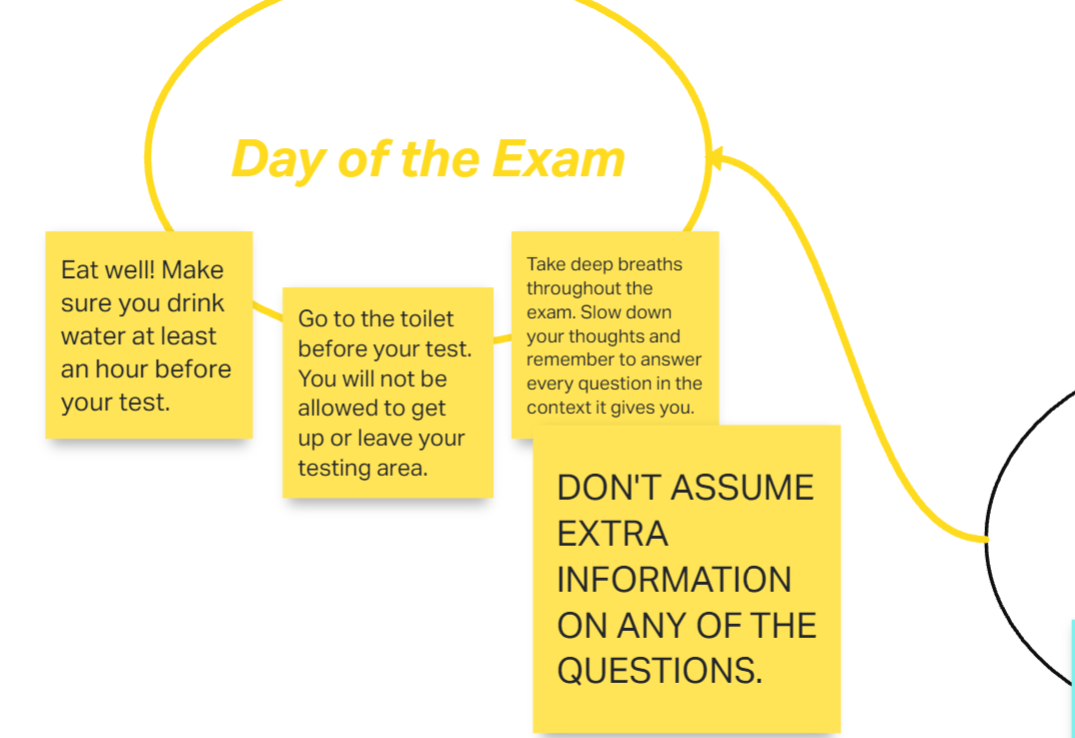 Day of the Exam
Eat well! Make
sure you drink
water at least
an hour before
your test.
Go to the toilet
before your test.
You will not be
allowed to get
up or leave your
testing area.
Take deep breaths
throughout the
exam. Slow down
your thoughts and
remember to answer
every question in the
context it gives you.
DON'T ASSUME
EXTRA
INFORMATION
ON ANY OF THE
QUESTIONS.